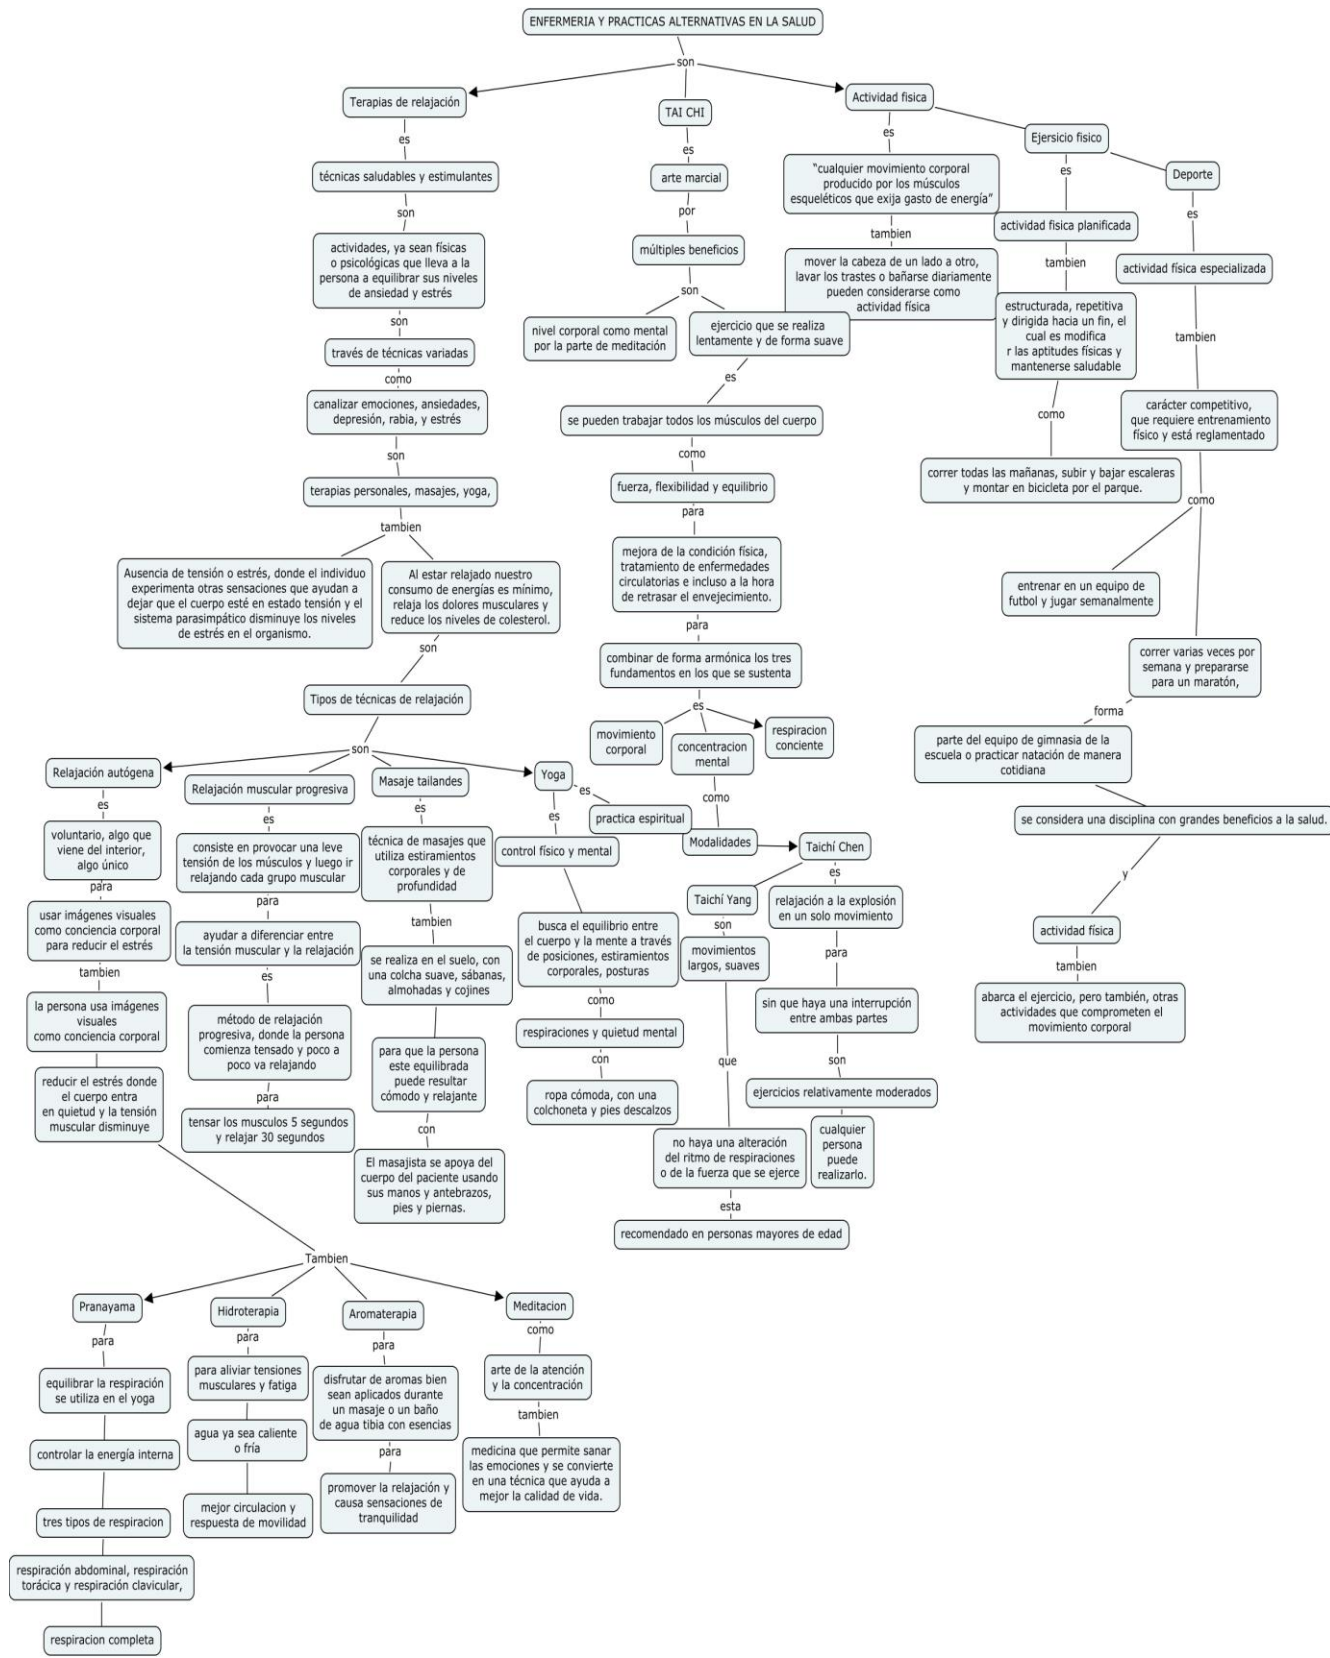 ENFERMERIA Y PRACTICAS ALTERNATIVAS EN LA SALUD
son
Terapias de relajación
es
técnicas saludables y estimulantes
son
actividades, ya sean físicas
o psicológicas que lleva a la
persona a equilibrar sus niveles
de ansiedad y estrés
son
través de técnicas variadas
como
canalizar emociones, ansiedades,
depresión, rabia, y estrés
son
terapias personales, masajes, yoga,
tambien
Ausencia de tensión o estrés, donde el individuo
experimenta otras sensaciones que ayudan a
dejar que el cuerpo esté en estado tensión y el
sistema parasimpático disminuye los niveles
de estrés en el organismo.
Al estar relajado nuestro
consumo de energías es mínimo,
relaja los dolores musculares y
reduce los niveles de colesterol.
son
Tipos de técnicas de relajación
son
Relajación autógena
es
voluntario, algo que
viene del interior,
algo único
para
usar imágenes visuales
como conciencia corporal
para reducir el estrés
tambien
la persona usa imágenes
visuales
como conciencia corporal
reducir el estrés donde
el cuerpo entra
en quietud y la tensión
muscular disminuye
Relajación muscular progresiva
es
consiste en provocar una leve
tensión de los músculos y luego ir
relajando cada grupo muscular
para
ayudar a diferenciar entre
la tensión muscular y la relajación
es
método de relajación
progresiva, donde la persona
comienza tensado y poco a
poco va relajando
para
tensar los musculos 5 segundos
y relajar 30 segundos
Masaje tailandes
es
técnica de masajes que
utiliza estiramientos
corporales y de
profundidad
tambien
se realiza en el suelo, con
una colcha suave, sábanas,
almohadas y cojines
para que la persona
este equilibrada
puede resultar
cómodo y relajante
con
El masajista se apoya del
cuerpo del paciente usando
sus manos y antebrazos,
pies y piernas.
Yoga
es
practica espiritual
es
control físico y mental
busca el equilibrio entre
el cuerpo y la mente a través
de posiciones, estiramientos
corporales, posturas
como
respiraciones y quietud mental
con
ropa cómoda, con una
colchoneta y pies descalzos
Tambien
Pranayama
para
equilibrar la respiración
se utiliza en el yoga
controlar la energía interna
tres tipos de respiracion
respiración abdominal, respiración
torácica y respiración clavicular,
respiracion completa
Hidroterapia
para
para aliviar tensiones
musculares y fatiga
agua ya sea caliente
o fría
mejor circulacion y
respuesta de movilidad
Aromaterapia
para
disfrutar de aromas bien
sean aplicados durante
un masaje o un baño
de agua tibia con esencias
para
promover la relajación y
causa sensaciones de
tranquilidad
Meditacion
como
arte de la atención
y la concentración
tambien
medicina que permite sanar
las emociones y se convierte
en una técnica que ayuda a
mejor la calidad de vida.
TAI CHI
es
arte marcial
por
múltiples beneficios
son
nivel corporal como mental
por la parte de meditación
ejercicio que se realiza
lentamente y de forma suave
es
se pueden trabajar todos los músculos del cuerpo
como
fuerza, flexibilidad y equilibrio
para
mejora de la condición física,
tratamiento de enfermedades
circulatorias e incluso a la hora
de retrasar el envejecimiento.
para
combinar de forma armónica los tres
fundamentos en los que se sustenta
es
movimiento
corporal
concentracion
mental
respiracion
conciente
como
Modalidades
Taichí Chen
Taichí Yang
son
movimientos
largos, suaves
que
no haya una alteración
del ritmo de respiraciones
o de la fuerza que se ejerce
esta
recomendado en personas mayores de edad
es
relajación a la explosión
en un solo movimiento
para
sin que haya una interrupción
entre ambas partes
son
ejercicios relativamente moderados
cualquier
persona
puede
realizarlo.
Actividad fisica
es
"cualquier movimiento corporal
producido por los músculos
esqueléticos que exija gasto de energía"
tambien
mover la cabeza de un lado a otro,
lavar los trastes o bañarse diariamente
pueden considerarse como
actividad física
Ejersicio fisico
es
actividad fisica planificada
tambien
estructurada, repetitiva
y dirigida hacia un fin, el
cual es modifica
r las aptitudes físicas y
mantenerse saludable
como
correr todas las mañanas, subir y bajar escaleras
y montar en bicicleta por el parque.
Deporte
es
actividad física especializada
tambien
carácter competitivo,
que requiere entrenamiento
físico y está reglamentado
como
entrenar en un equipo de
futbol y jugar semanalmente
correr varias veces por
semana y prepararse
para un maratón,
forma
parte del equipo de gimnasia de la
escuela o practicar natación de manera
cotidiana
se considera una disciplina con grandes beneficios a la salud.
y
actividad física
tambien
abarca el ejercicio, pero también, otras
actividades que comprometen el
movimiento corporal